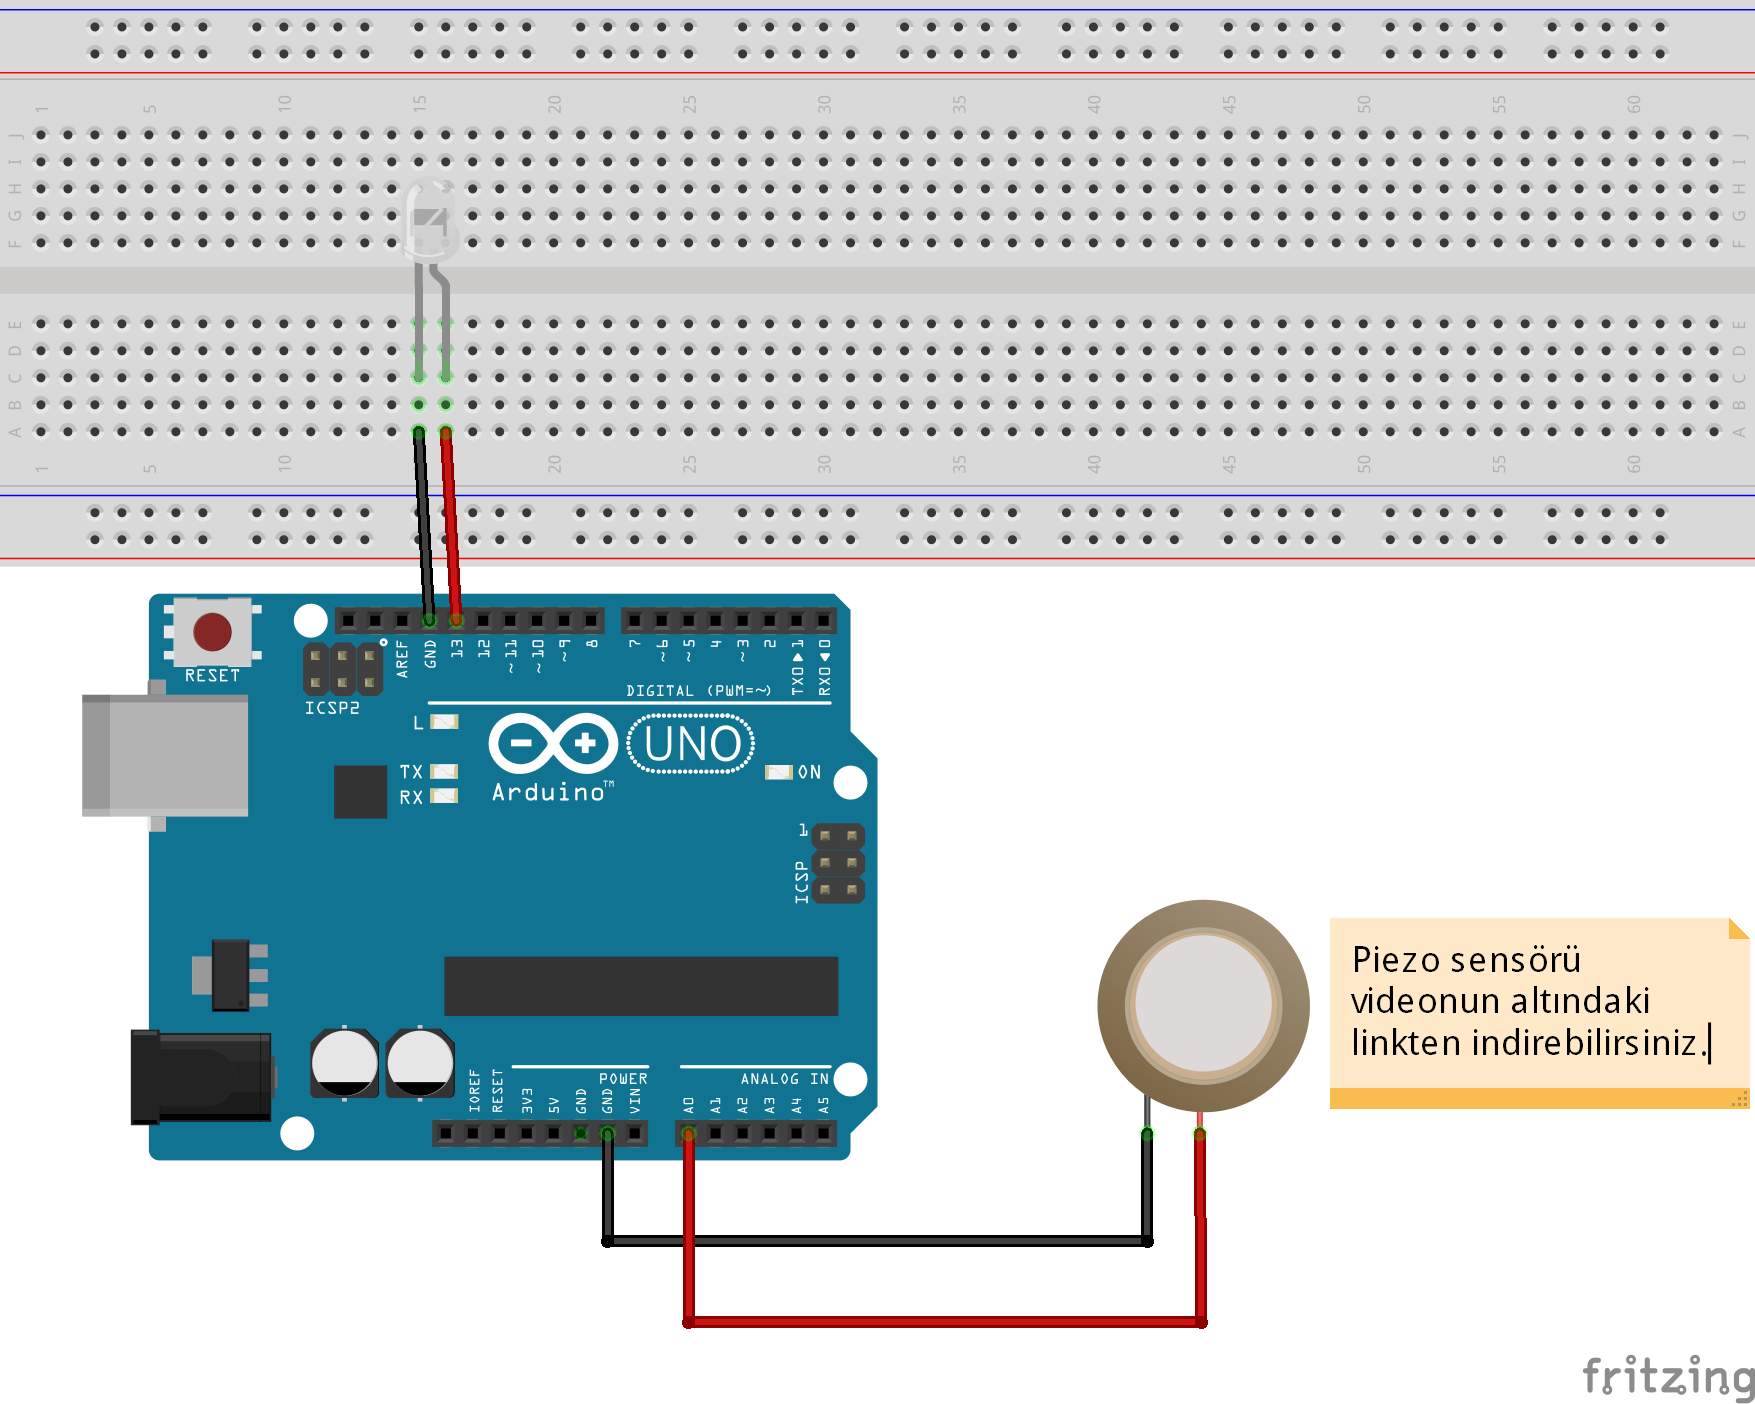 1 5 10 15 20 25 30 35 40 45 50 55 60
J J
I I
H H
G G
F F
E E
D D
C C
B B
A A
1 5 10 15 20 25 30 35 40 45 50 55 60
RESET
ICSP2
AREF
GND
13
12
~11
~10
~9
8
7
~6
~5
4
~3
2
TX0▶1
RX0◀0
DIGITAL (PWM=~)
L
TX
RX
UNO
Arduino™
ON
1
ICSP
POWER
ANALOG IN
IOREF
RESET
3V3
5V
GND
GND
VIN
A0
A1
A2
A3
A4
A5
Piezo sensörü
videonun altındaki
linkten indirebilirsiniz.
fritzing